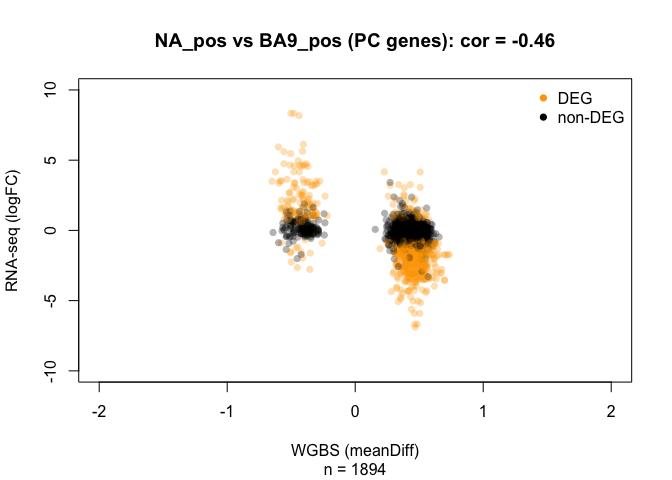 NA_pos vs BA9_pos (PC genes): cor = -0.46
DEG
non-DEG
10
5
0
-5
-10
RNA-seq (logFC)
-2 -1 0 1 2
WGBS (meanDiff)
n = 1894